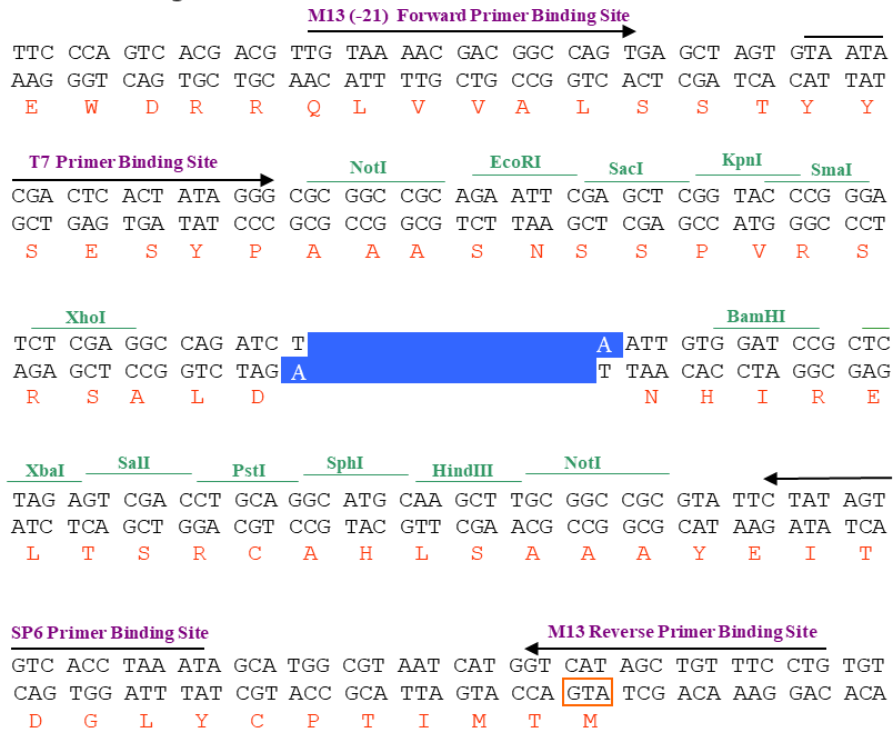 M13 (-21) Forward Primer Binding Site
TTC CCA GTC ACG ACG TTG TAA AAC GAC GGC CAG TGA GCT AGT GTA ATA
AAG GGT CAG TGC TGC AAC ATT TTG CTG CCG GTC ACT CGA TCA CAT TAT
E W D R R Q L V V A L S S T Y Y
T7 Primer Binding Site NotI EcoRI SacI KpnI SmaI
CGA CTC ACT ATA GGG CGC GGC CGC AGA ATT CGA GCT CGG TAC CCG GGA
GCT GAG TGA TAT CCC GCG CCG GCG TCT TAA GCT CGA GCC ATG GGC CCT
S E S Y P A A A S N S S P V R S
XhoI BamHI
TCT CGA GGC CAG ATC T A ATT GTG GAT CCG CTC
AGA GCT CCG GTC TAG A T TAA CAC CTA GGC GAG
R S A L D N H I R E
XbaI SalI PstI SphI HindIII NotI
TAG AGT CGA CCT GCA GGC ATG CAA GCT TGC GGC CGC GTA TTC TAT AGT
ATC TCA GCT GGA CGT CCG TAC GTT CGA ACG CCG GCG CAT AAG ATA TCA
L T S R C A H L S A A A Y E I T
SP6 Primer Binding Site M13 Reverse Primer Binding Site
GTC ACC TAA ATA GCA TGG CGT AAT CAT GGT CAT AGC TGT TTC CTG TGT
CAG TGG ATT TAT CGT ACC GCA TTA GTA CCA GTA TCG ACA AAG GAC ACA
D G L Y C P T I M T M